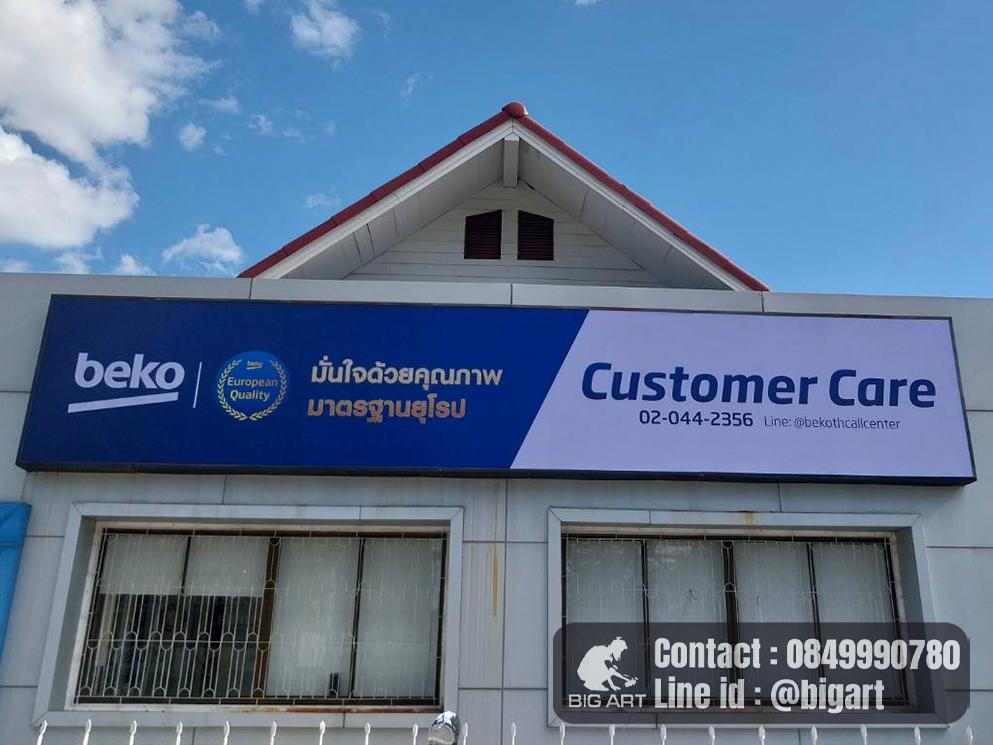 beko
beko
European
Quality
มั่นใจด้วยคุณภาพ
มาตรฐานยุโรป
Customer Care
02-044-2356 Line: @bekothcallcenter
BIG ART
Contact : 0849990780
Line id : @bigart